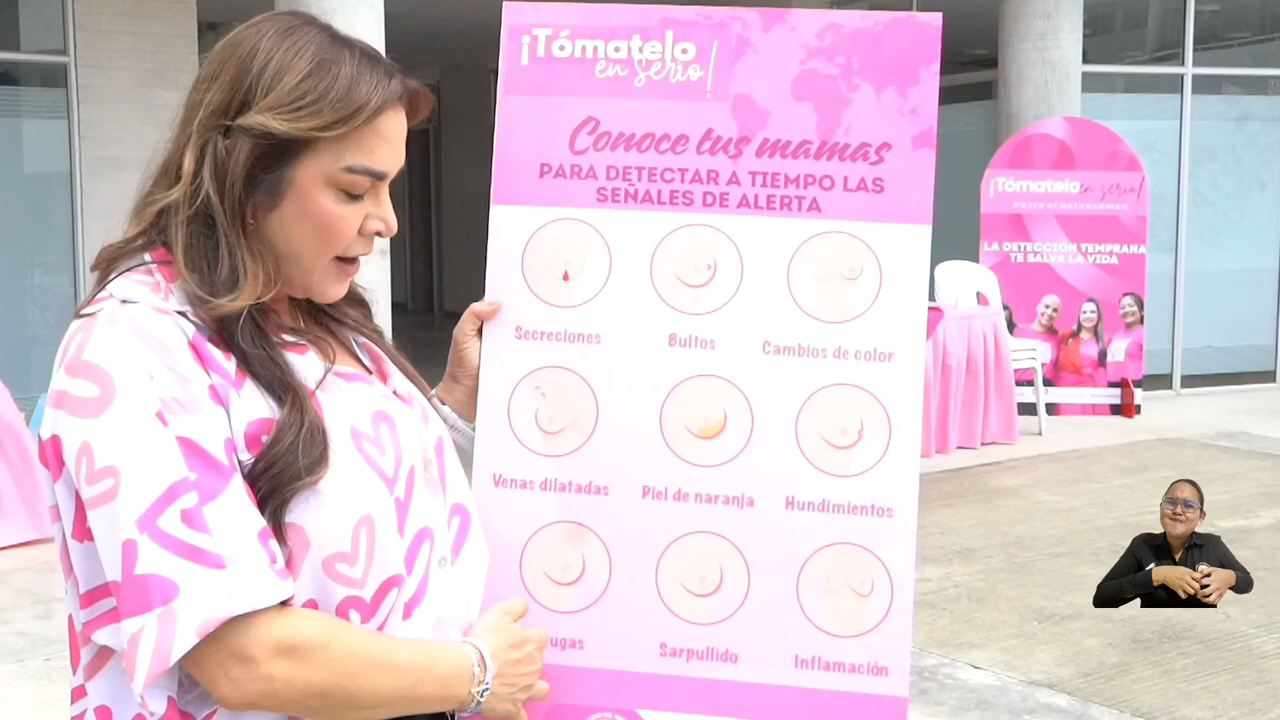 ¡Tómatelo
en serio!
Conoce tus mamas
PARA DETECTAR A TIEMPO LAS
SEÑALES DE ALERTA
Secreciones
Bultos
Cambios de color
Venas dilatadas
Piel de naranja
Hundimientos
ugas
Sarpullido
Inflamación
¡Tómatelo en serio!
LA DETECCIÓN TEMPRANA
TE SALVA LA VIDA